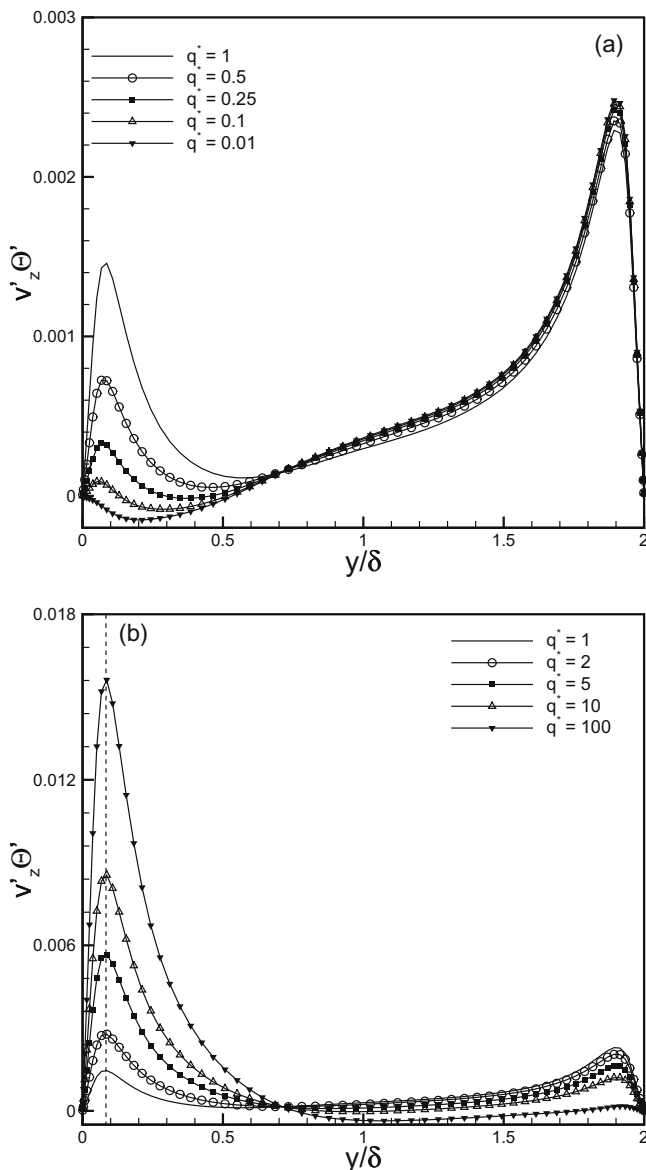 0.003
(a)
q* = 1
q* = 0.5
q* = 0.25
q* = 0.1
q* = 0.01
0.002
0.001
0
v'zΘ'
0 0.5 1 1.5 2
y/δ
0.018
(b)
q* = 1
q* = 2
q* = 5
q* = 10
q* = 100
0.012
0.006
0
v'zΘ'
0 0.5 1 1.5 2
y/δ